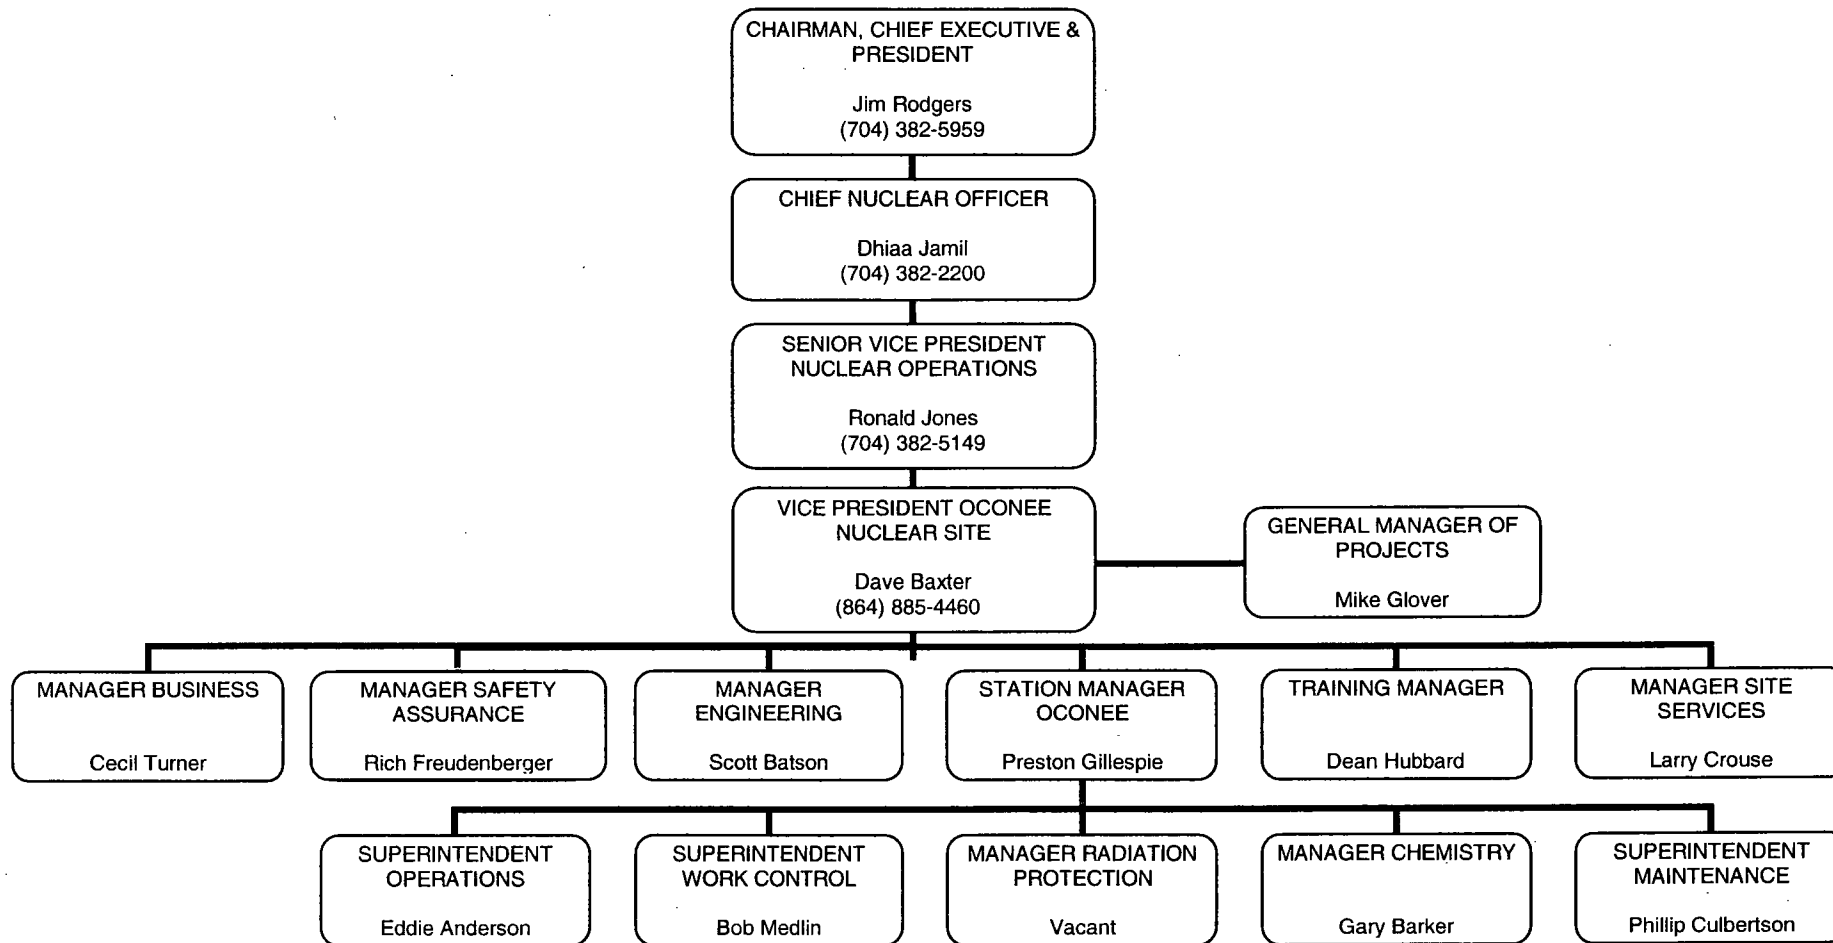 CHAIRMAN, CHIEF EXECUTIVE &
PRESIDENT
Jim Rodgers
(704) 382-5959
CHIEF NUCLEAR OFFICER
Dhiaa Jamil
(704) 382-2200
SENIOR VICE PRESIDENT
NUCLEAR OPERATIONS
Ronald Jones
(704) 382-5149
VICE PRESIDENT OCONEE
NUCLEAR SITE
Dave Baxter
(864) 885-4460
GENERAL MANAGER OF
PROJECTS
Mike Glover
MANAGER BUSINESS
Cecil Turner
MANAGER SAFETY
ASSURANCE
Rich Freudenberger
MANAGER
ENGINEERING
Scott Batson
STATION MANAGER
OCONEE
Preston Gillespie
TRAINING MANAGER
Dean Hubbard
MANAGER SITE
SERVICES
Larry Crouse
SUPERINTENDENT
OPERATIONS
Eddie Anderson
SUPERINTENDENT
WORK CONTROL
Bob Medlin
MANAGER RADIATION
PROTECTION
Vacant
MANAGER CHEMISTRY
Gary Barker
SUPERINTENDENT
MAINTENANCE
Phillip Culbertson